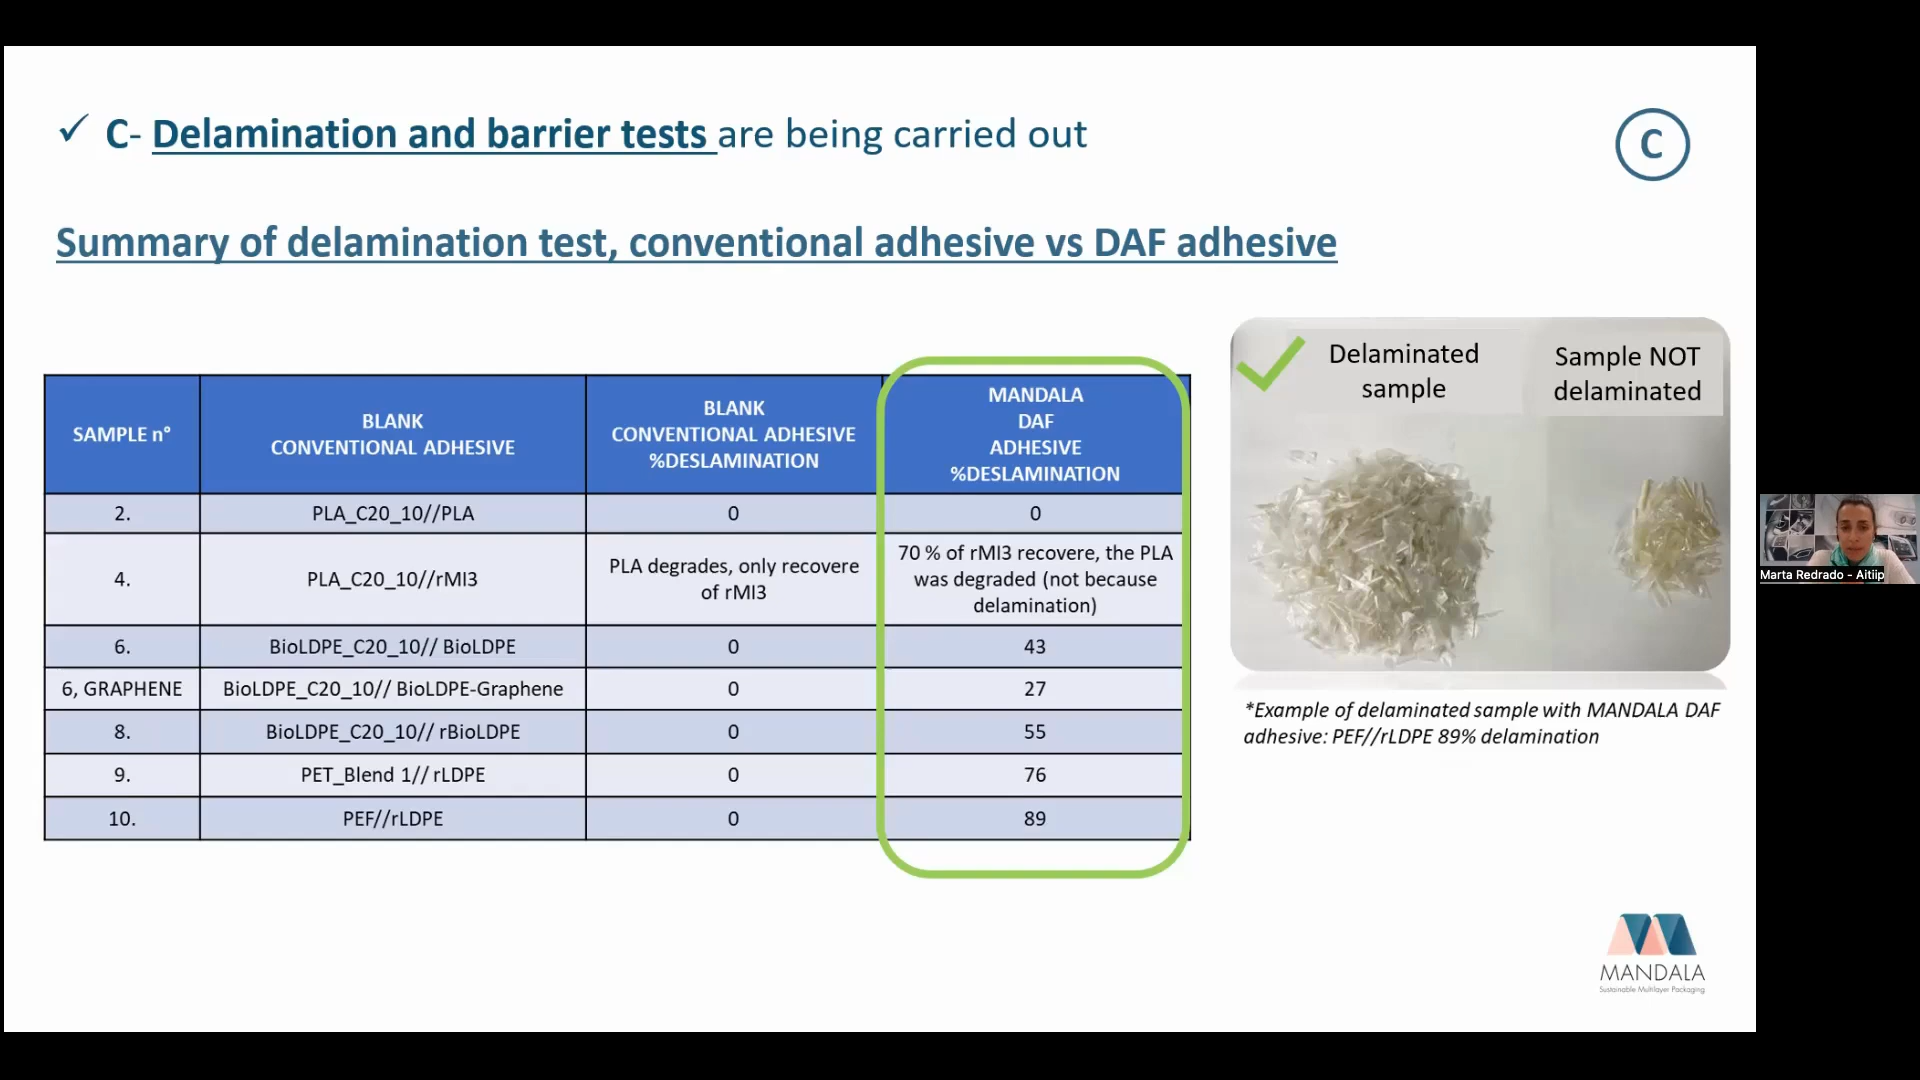 ✓ C- Delamination and barrier tests are being carried out
C
Summary of delamination test, conventional adhesive vs DAF adhesive
SAMPLE n°
BLANK
CONVENTIONAL ADHESIVE
BLANK
CONVENTIONAL ADHESIVE
%DESLAMINATION
MANDALA
DAF
ADHESIVE
%DESLAMINATION
2.
PLA_C20_10//PLA
0
0
4.
PLA_C20_10//rMI3
PLA degrades, only recovere
of rMI3
70 % of rMI3 recovere, the PLA
was degraded (not because
delamination)
6.
BioLDPE_C20_10// BioLDPE
0
43
6, GRAPHENE
BioLDPE_C20_10// BioLDPE-Graphene
0
27
8.
BioLDPE_C20_10// rBioLDPE
0
55
9.
PET_Blend 1// rLDPE
0
76
10.
PEF//rLDPE
0
89
Delaminated
sample
Sample NOT
delaminated
*Example of delaminated sample with MANDALA DAF
adhesive: PEF//rLDPE 89% delamination
Marta Redrado - Aitiip
MANDALA
Sustainable Multilayer Packaging